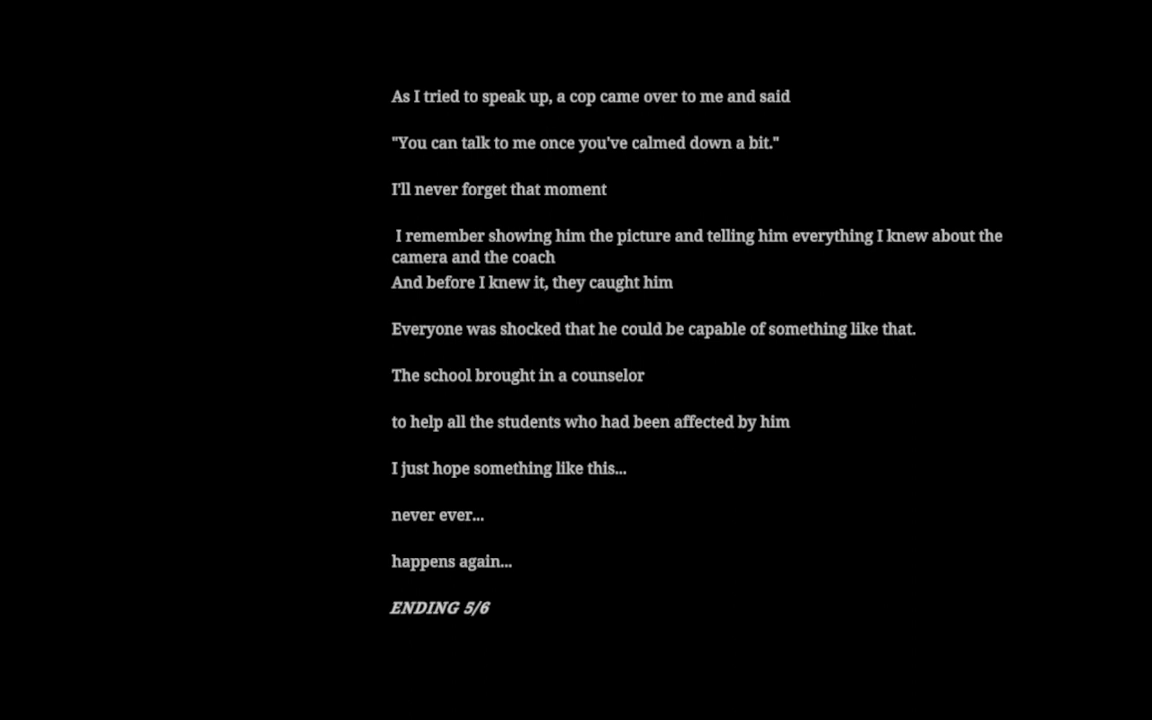 As I tried to speak up, a cop came over to me and said
"You can talk to me once you've calmed down a bit."
I'll never forget that moment
I remember showing him the picture and telling him everything I knew about the
camera and the coach
And before I knew it, they caught him
Everyone was shocked that he could be capable of something like that.
The school brought in a counselor
to help all the students who had been affected by him
I just hope something like this...
never ever...
happens again...
ENDING 5/6